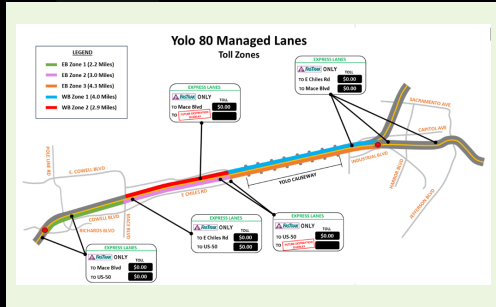 Yolo 80 Managed Lanes
Toll Zones
LEGEND
EB Zone 1 (2.2 Miles)
EB Zone 2 (3.0 Miles)
EB Zone 3 (4.3 Miles)
WB Zone 1 (4.0 Miles)
WB Zone 2 (2.9 Miles)
EXPRESS LANES
FasTrak ONLY
TOLL
TO Mace Blvd $0.00
TO
EXPRESS LANES
FasTrak ONLY
TOLL
TO E Chiles Rd $0.00
TO Mace Blvd $0.00
SACRAMENTO AVE
CAPITOL AVE
INDUSTRIAL BLVD
HARBOR BLVD
JEFFERSON BLVD
YOLO CAUSEWAY
E. COWELL BLVD
E CHILES RD
MACE BLVD
COWELL BLVD
RICHARDS BLVD
EXPRESS LANES
FasTrak ONLY
TOLL
TO Mace Blvd $0.00
TO US-50 $0.00
EXPRESS LANES
FasTrak ONLY
TOLL
TO E Chiles Rd $0.00
TO US-50 $0.00
EXPRESS LANES
FasTrak ONLY
TOLL
TO US-50 $0.00
TO